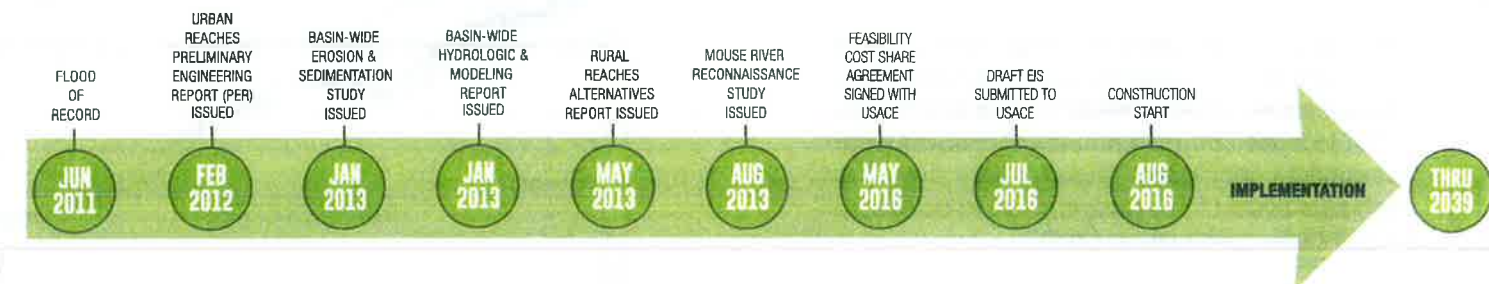 FLOOD
OF
RECORD
JUN
2011
URBAN
REACHES
PRELIMINARY
ENGINEERING
REPORT (PER)
ISSUED
FEB
2012
BASIN-WIDE
EROSION &
SEDIMENTATION
STUDY
ISSUED
JAN
2013
BASIN-WIDE
HYDROLOGIC &
MODELING
REPORT
ISSUED
JAN
2013
RURAL
REACHES
ALTERNATIVES
REPORT ISSUED
MAY
2013
MOUSE RIVER
RECONNAISSANCE
STUDY
ISSUED
AUG
2013
FEASIBILITY
COST SHARE
AGREEMENT
SIGNED WITH
USACE
MAY
2016
DRAFT EIS
SUBMITTED TO
USACE
JUL
2016
CONSTRUCTION
START
AUG
2016
IMPLEMENTATION
THRU
2039